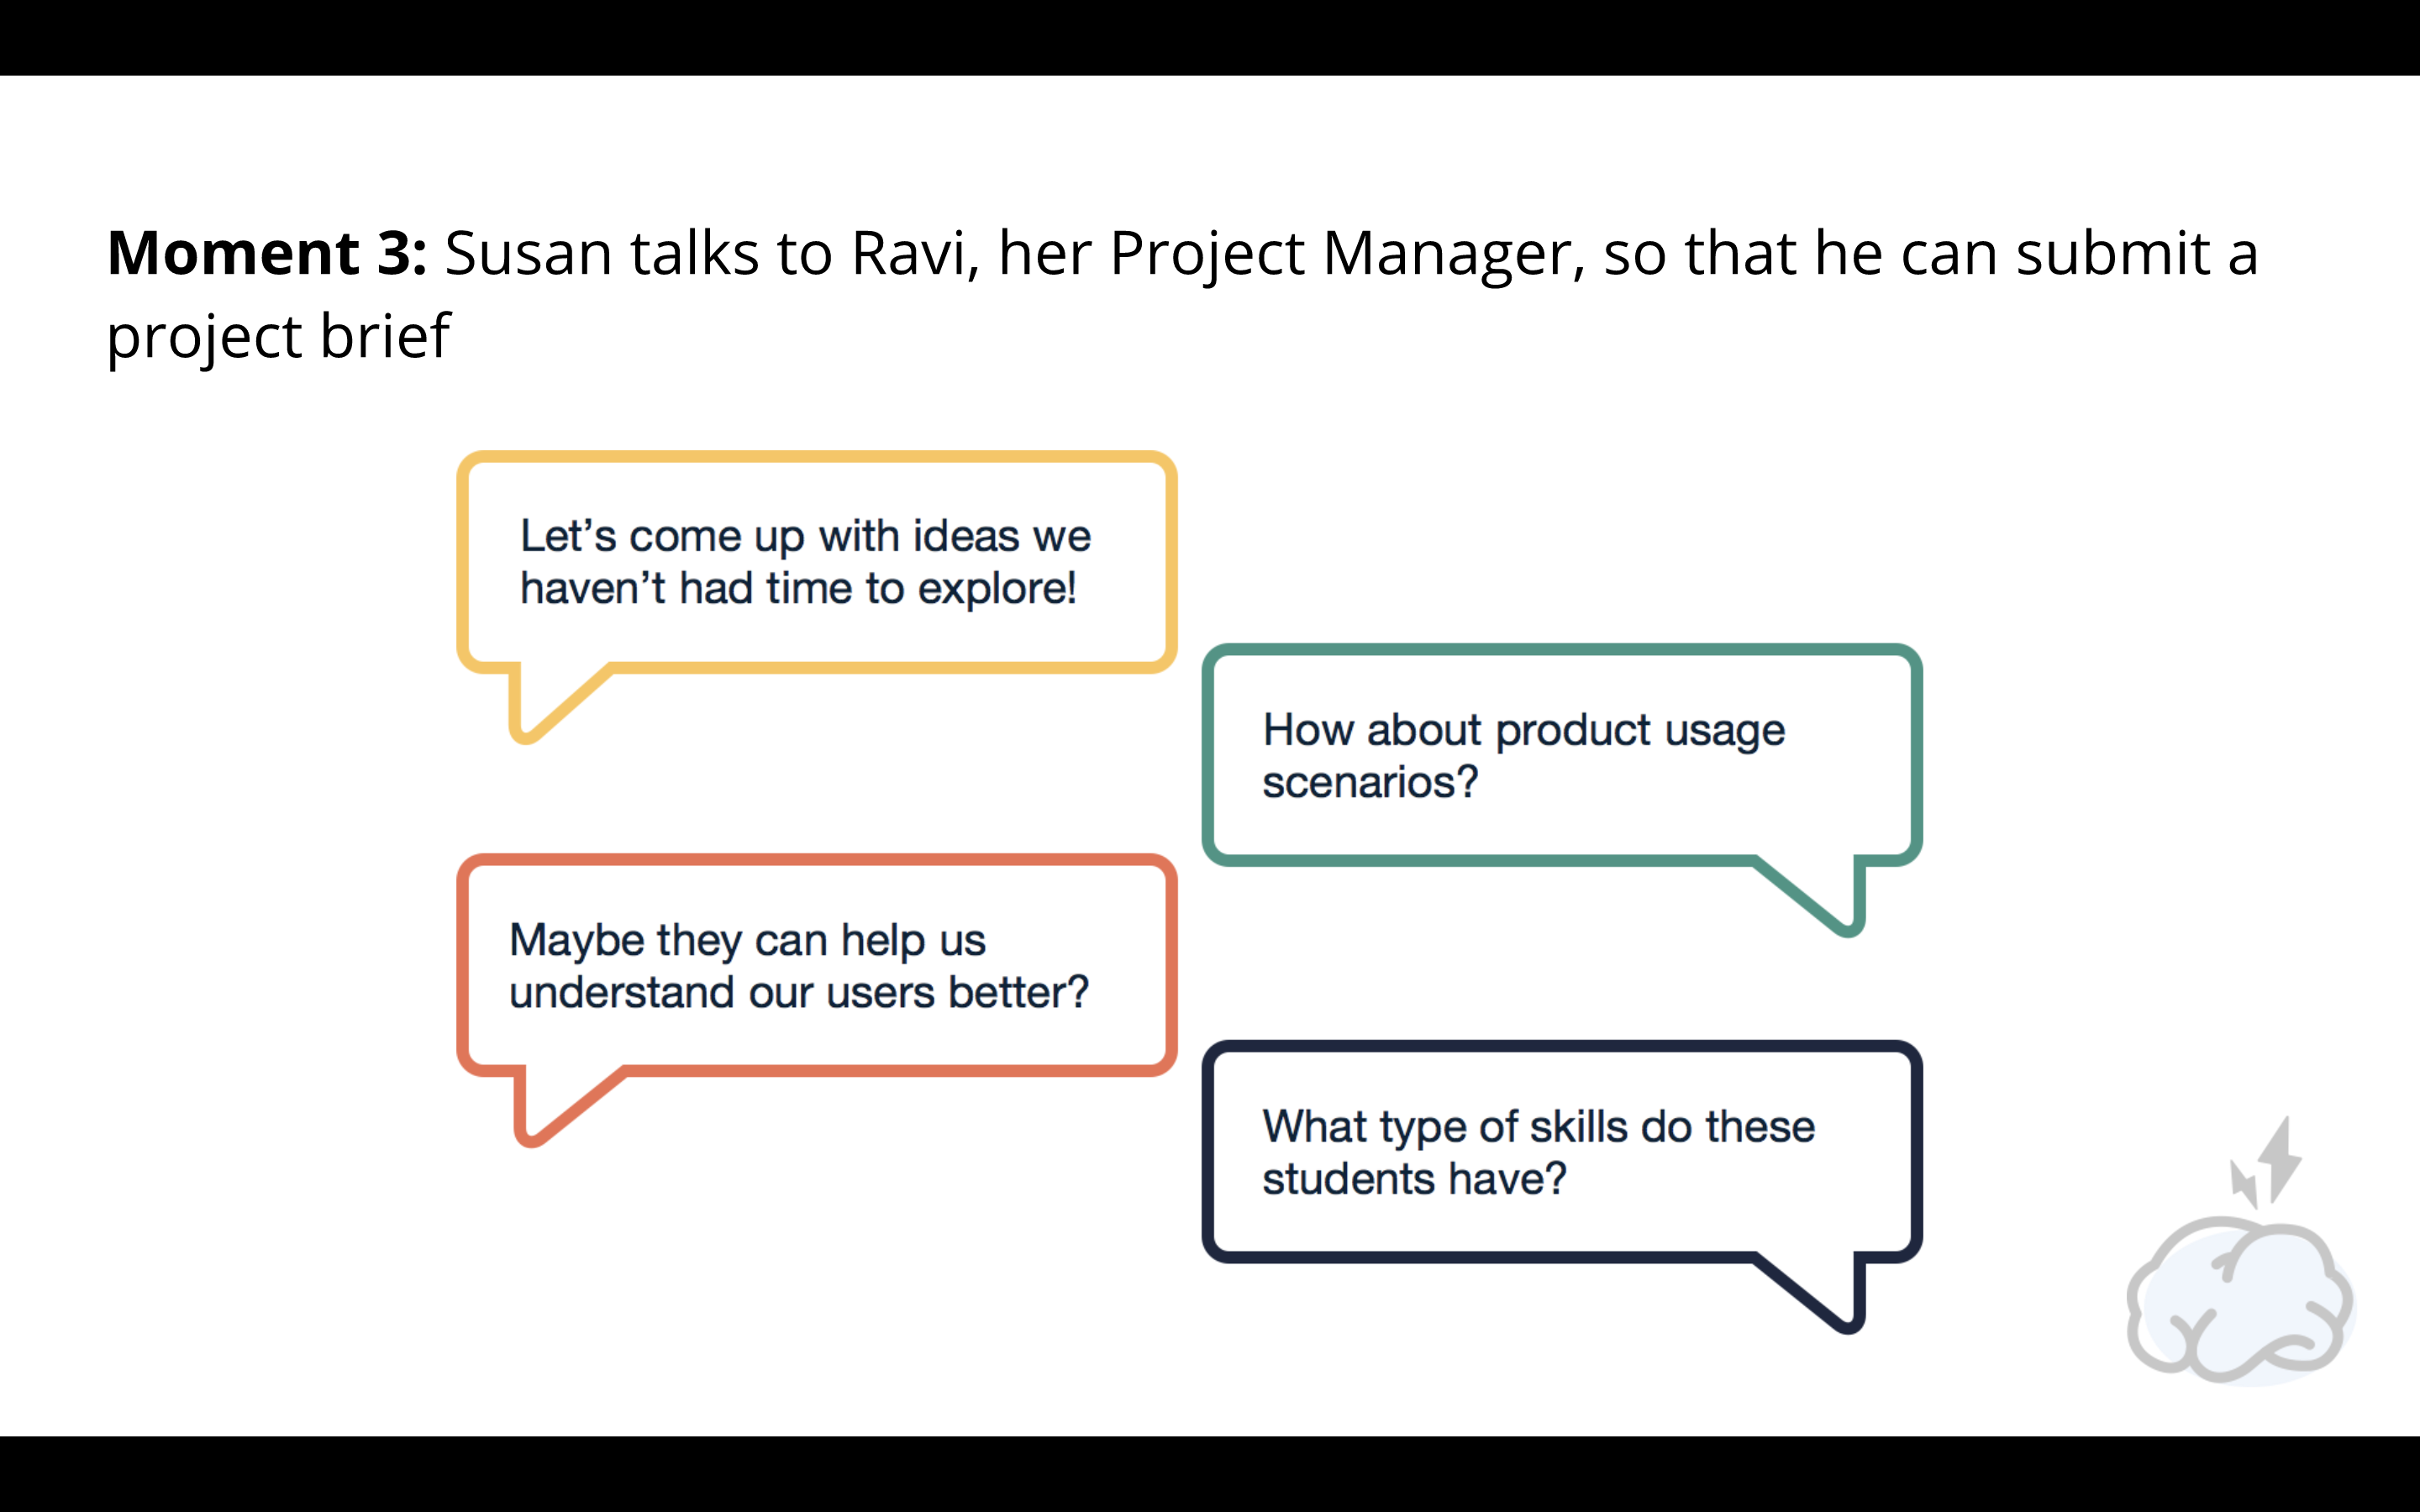 Moment 3: Susan talks to Ravi, her Project Manager, so that he can submit a
project brief
Let’s come up with ideas we
haven’t had time to explore!
How about product usage
scenarios?
Maybe they can help us
understand our users better?
What type of skills do these
students have?